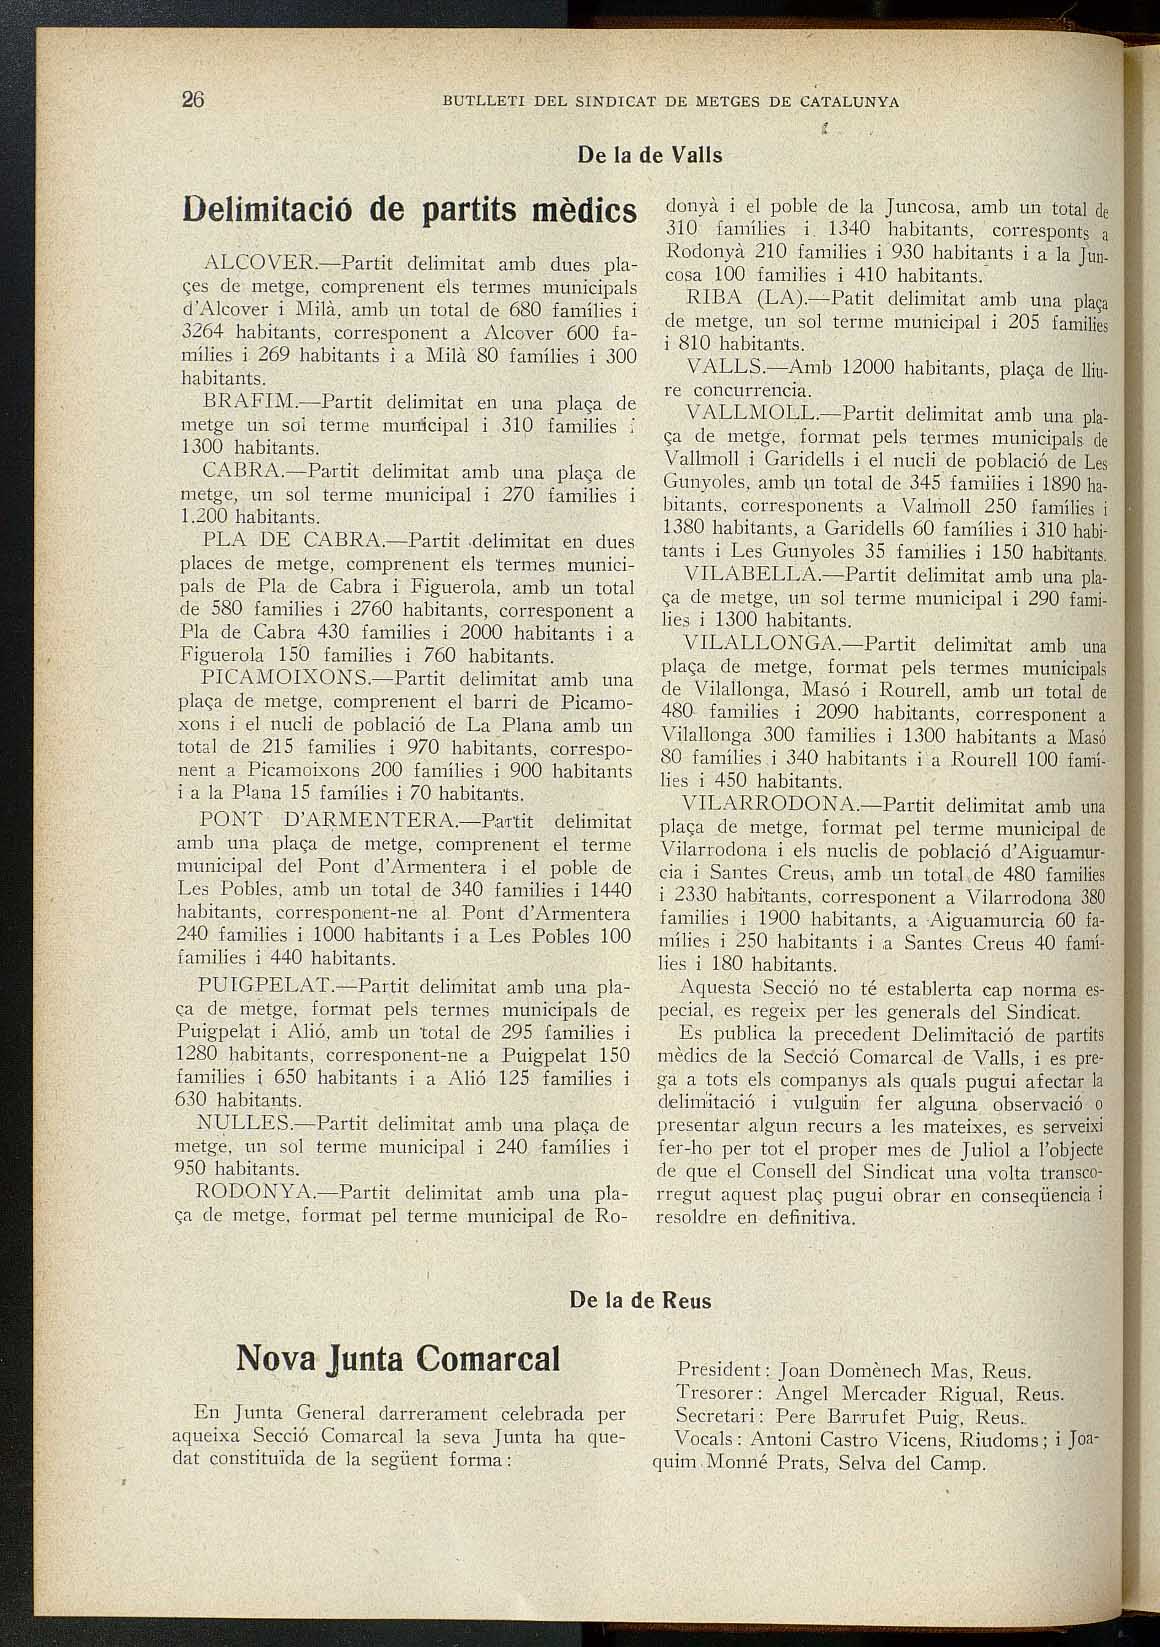 26
BUTLLETI DEL SINDICAT DE METGES DE CATALUNYA
De la de Valls
Delimitació de partits mèdics
ALCOVER.—Partit delimitat amb dues pla-
çes de metge, comprenent els termes municipals
d'Alcover i Milà, amb un total de 680 famílies i
3264 habitants, corresponent a Alcover 600 fa-
mílies i 269 habitants i a Milà 80 famílies i 300
habitants.
BRAFIM.—Partit delimitat en una plaça de
metge un sol terme municipal i 310 families i
1300 habitants.
CABRA.—Partit delimitat amb una plaça de
metge, un sol terme municipal i 270 families i
1.200 habitants.
PLA DE CABRA.—Partit delimitat en dues
places de metge, comprenent els termes munici-
pals de Pla de Cabra i Figuerola, amb un total
de 580 families i 2760 habitants, corresponent a
Pla de Cabra 430 families i 2000 habitants i a
Figuerola 150 families i 760 habitants.
PICAMOIXONS.—Partit delimitat amb una
plaça de metge, comprenent el barri de Picamo-
xons i el nucli de població de La Plana amb un
total de 215 families i 970 habitants, correspo-
nent a Picamoixons 200 famílies i 900 habitants
i a la Plana 15 famílies i 70 habitants.
PONT D'ARMENTERA.—Partit delimitat
amb una plaça de metge, comprenent el terme
municipal del Pont d'Armentera i el poble de
Les Pobles, amb un total de 340 families i 1440
habitants, corresponent-ne al Pont d'Armentera
240 families i 1000 habitants i a Les Pobles 100
families i 440 habitants.
PUIGPELAT.—Partit delimitat amb una pla-
ça de metge, format pels termes municipals de
Puigpelat i Alió, amb un total de 295 families i
1280 habitants, corresponent-ne a Puigpelat 150
families i 650 habitants i a Alió 125 families i
630 habitants.
NULLES.—Partit delimitat amb una plaça de
metge, un sol terme municipal i 240 famílies i
950 habitants.
RODONYA.—Partit delimitat amb una pla-
ça de metge, format pel terme municipal de Ro-
donyà i el poble de la Juncosa, amb un total de
310 famílies i 1340 habitants, corresponts a
Rodonyà 210 families i 930 habitants i a la Jun-
cosa 100 families i 410 habitants.
RIBA (LA).—Patit delimitat amb una plaça
de metge, un sol terme municipal i 205 families
i 810 habitants.
VALLS.—Amb 12000 habitants, plaça de lliu-
re concurrencia.
VALLMOLL.—Partit delimitat amb una pla-
ça de metge, format pels termes municipals de
Vallmoll i Garidells i el nucli de població de Les
Gunyoles, amb un total de 345 families i 1890 ha-
bitants, corresponents a Valmoll 250 famílies i
1380 habitants, a Garidells 60 famílies i 310 habi-
tants i Les Gunyoles 35 families i 150 habitants.
VILABELLA.—Partit delimitat amb una pla-
ça de metge, un sol terme municipal i 290 fami-
lies i 1300 habitants.
VILALLONGA.—Partit delimitat amb una
plaça de metge, format pels termes municipals
de Vilallonga, Masó i Rourell, amb un total de
480 families i 2090 habitants, corresponent a
Vilallonga 300 families i 1300 habitants a Masó
80 famílies i 340 habitants i a Rourell 100 famí-
lies i 450 habitants.
VILARRODONA.—Partit delimitat amb una
plaça de metge, format pel terme municipal de
Vilarrodona i els nuclis de població d'Aiguamur-
cia i Santes Creus, amb un total de 480 families
i 2330 habitants, corresponent a Vilarrodona 380
families i 1900 habitants, a Aiguamurcia 60 fa-
mílies i 250 habitants i a Santes Creus 40 famí-
lies i 180 habitants.
Aquesta Secció no té establerta cap norma es-
pecial, es regeix per les generals del Sindicat.
Es publica la precedent Delimitació de partits
mèdics de la Secció Comarcal de Valls, i es pre-
ga a tots els companys als quals pugui afectar la
delimitació i vulguin fer alguna observació o
presentar algun recurs a les mateixes, es serveixi
fer-ho per tot el proper mes de Juliol a l'objecte
de que el Consell del Sindicat una volta transco-
rregut aquest plaç pugui obrar en conseqüencia i
resoldre en definitiva.
De la de Reus
Nova Junta Comarcal
En Junta General darrerament celebrada per
aqueixa Secció Comarcal la seva Junta ha que-
dat constituïda de la següent forma:
President: Joan Domènech Mas, Reus.
Tresorer: Angel Mercader Rigual, Reus.
Secretari: Pere Barrufet Puig, Reus.
Vocals: Antoni Castro Vicens, Riudoms; i Joa-
quim Monné Prats, Selva del Camp.